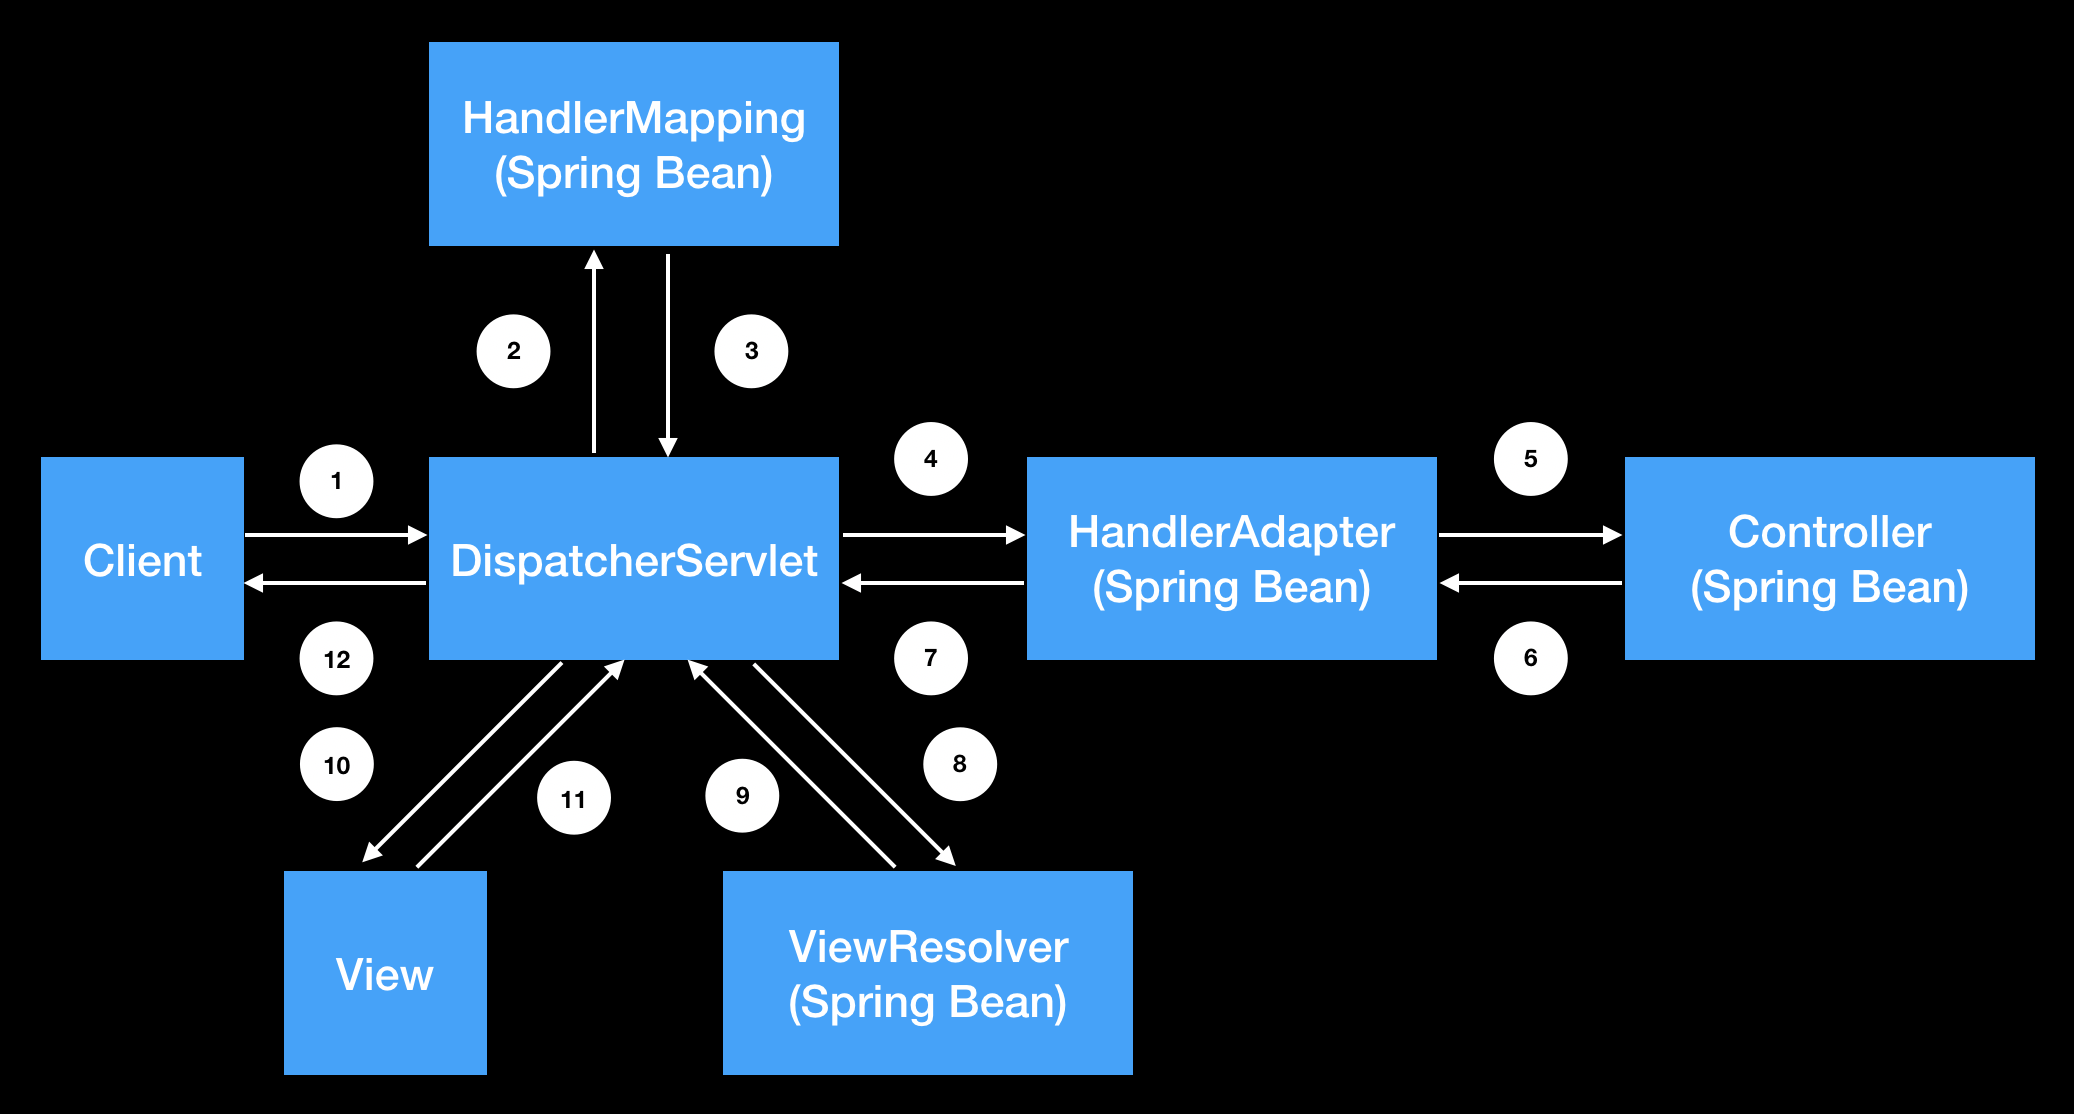 HandlerMapping
(Spring Bean)
2
3
1
4
5
Client
DispatcherServlet
HandlerAdapter
(Spring Bean)
Controller
(Spring Bean)
12
7
6
10
11
9
8
View
ViewResolver
(Spring Bean)